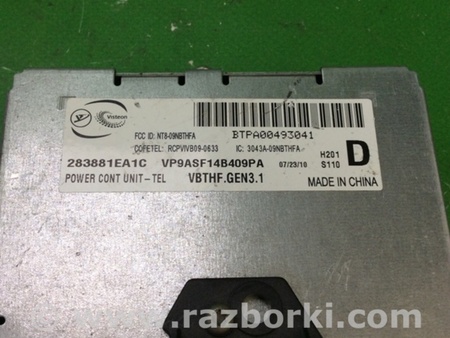 Visteon
FCC ID: NT8-09NBTHFA
BTPA00493041
COFETEL: RCPVIVB09-0633
IC: 3043A-09NBTHFA
283881EA1C VP9ASF14B409PA
07/23/10
H201
S110
D
POWER CONT UNIT-TEL
VBTHF.GEN3.1
MADE IN CHINA
www.razborki.com